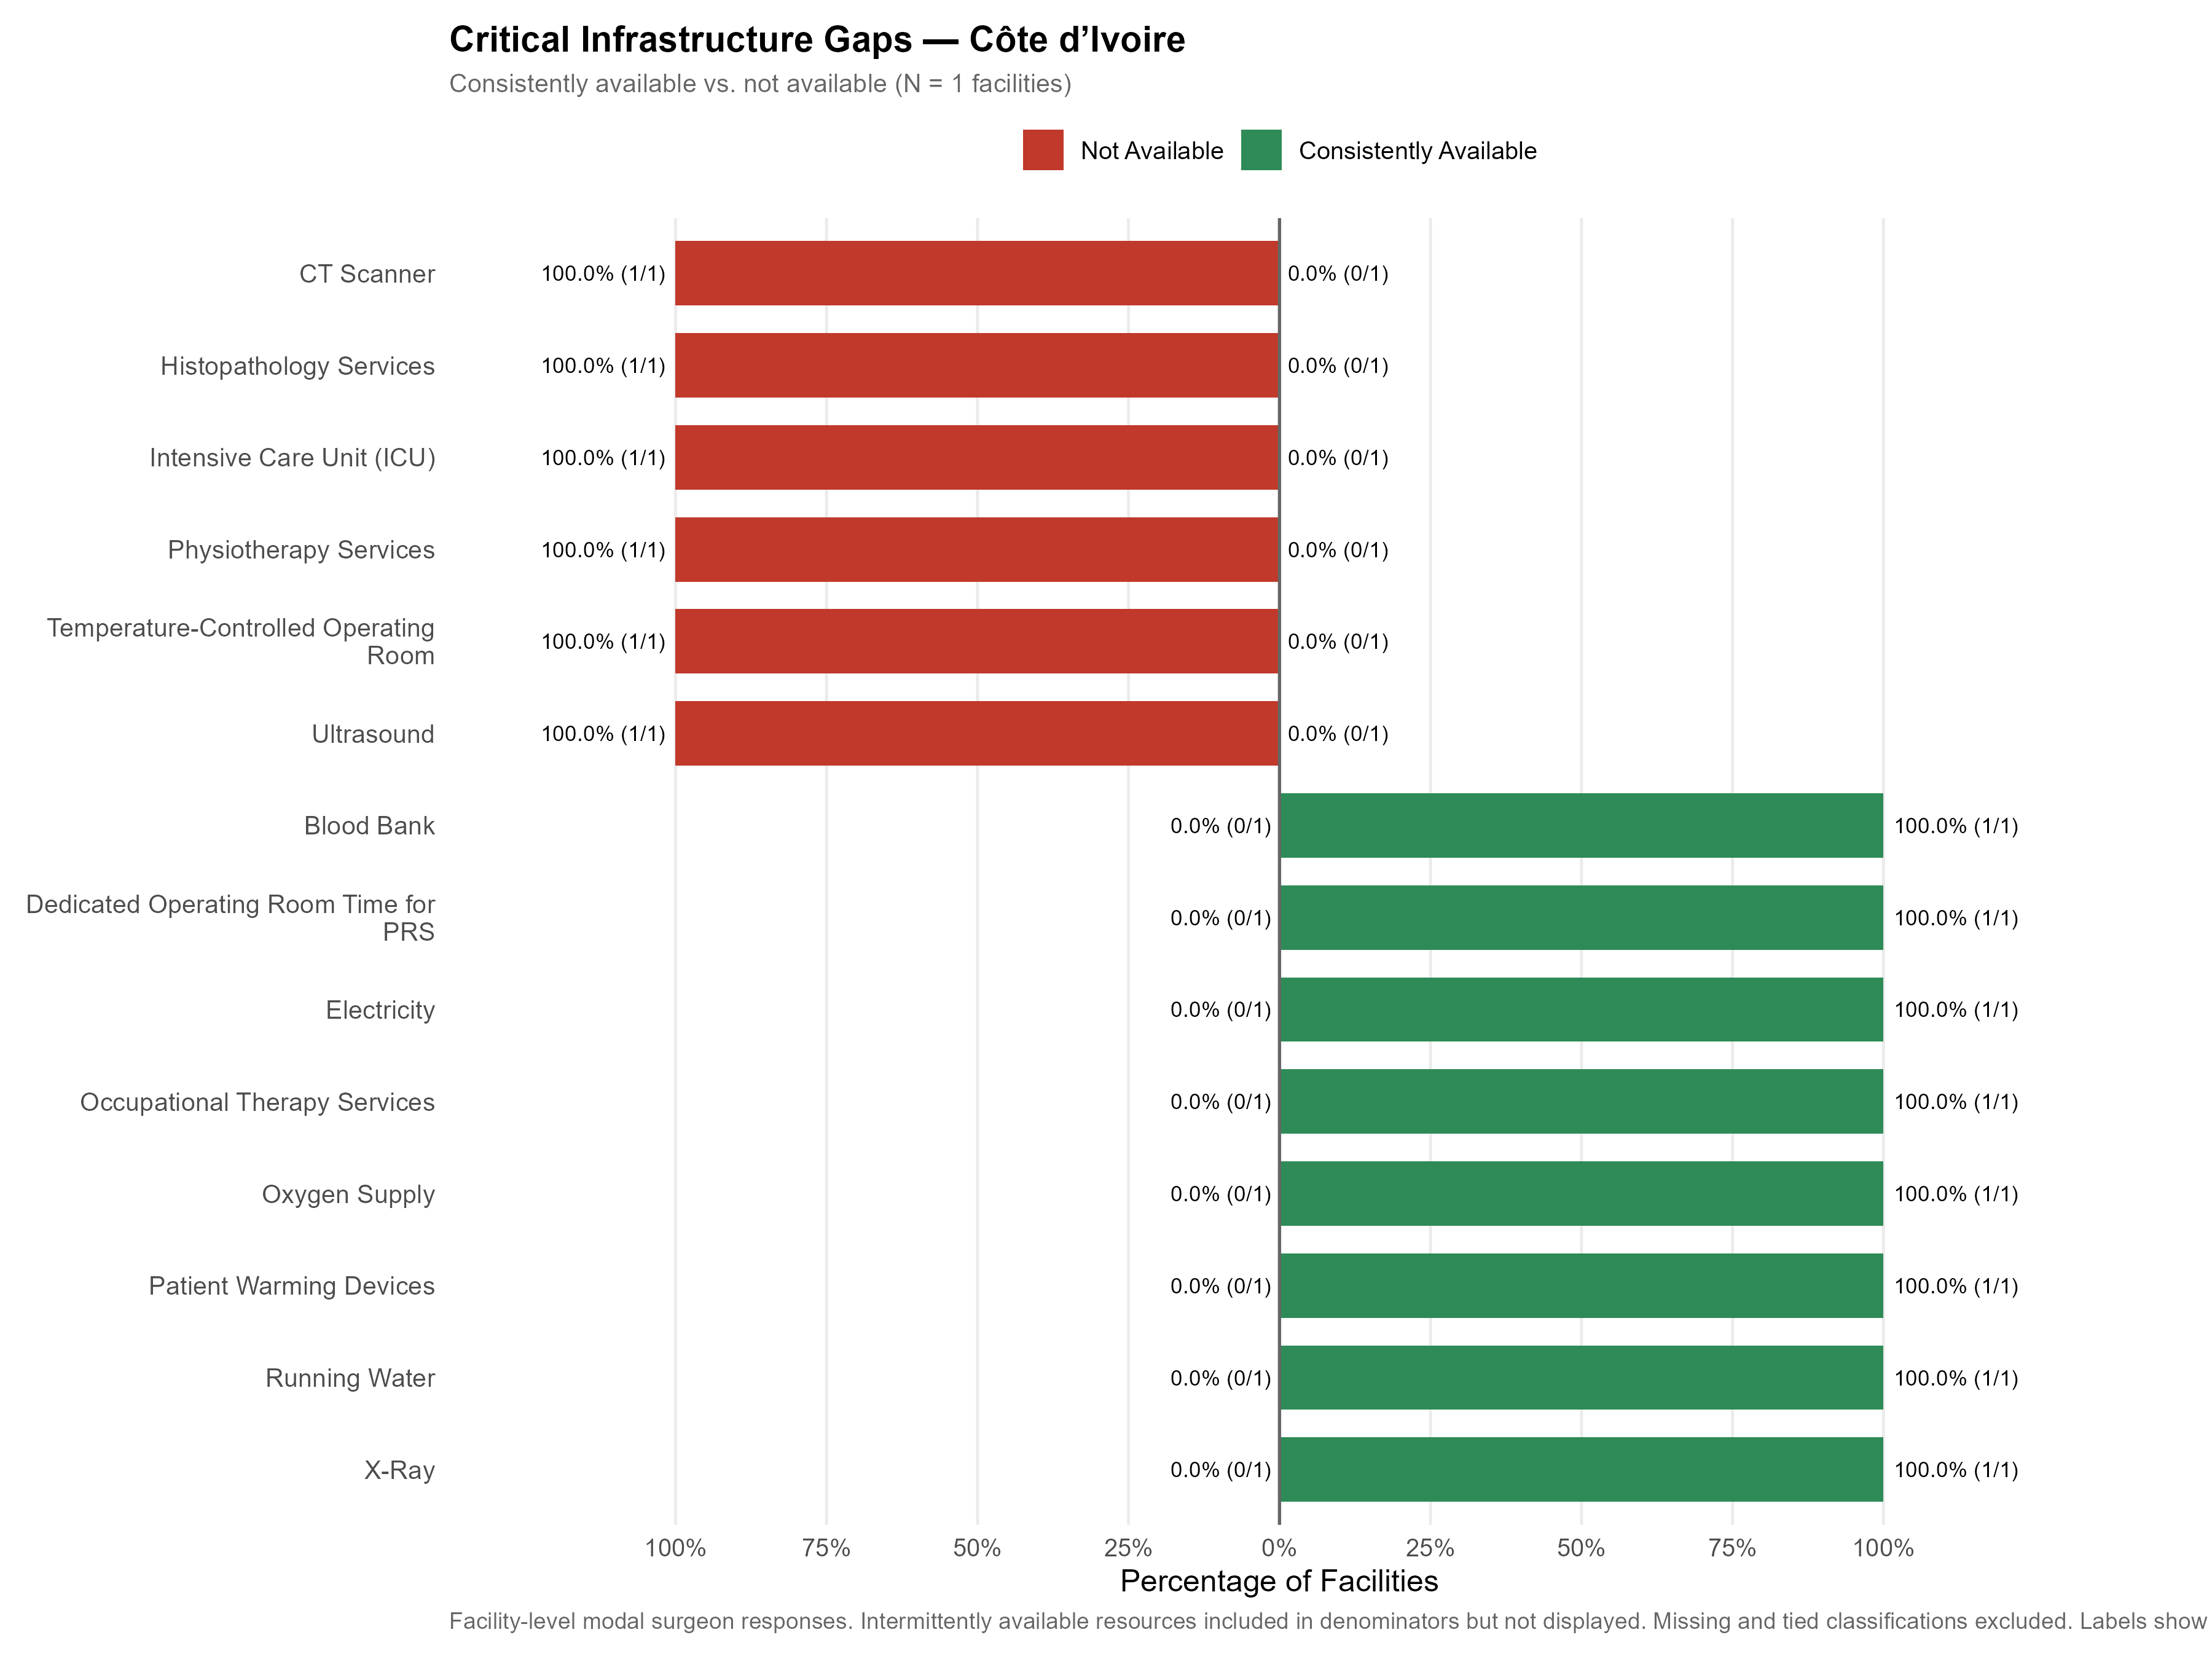 Critical Infrastructure Gaps — Côte d’Ivoire
Consistently available vs. not available (N = 1 facilities)
Not Available
Consistently Available
CT Scanner
100.0% (1/1)
0.0% (0/1)
Histopathology Services
100.0% (1/1)
0.0% (0/1)
Intensive Care Unit (ICU)
100.0% (1/1)
0.0% (0/1)
Physiotherapy Services
100.0% (1/1)
0.0% (0/1)
Temperature-Controlled Operating
Room
100.0% (1/1)
0.0% (0/1)
Ultrasound
100.0% (1/1)
0.0% (0/1)
Blood Bank
0.0% (0/1)
100.0% (1/1)
Dedicated Operating Room Time for
PRS
0.0% (0/1)
100.0% (1/1)
Electricity
0.0% (0/1)
100.0% (1/1)
Occupational Therapy Services
0.0% (0/1)
100.0% (1/1)
Oxygen Supply
0.0% (0/1)
100.0% (1/1)
Patient Warming Devices
0.0% (0/1)
100.0% (1/1)
Running Water
0.0% (0/1)
100.0% (1/1)
X-Ray
0.0% (0/1)
100.0% (1/1)
100% 75% 50% 25% 0% 25% 50% 75% 100%
Percentage of Facilities
Facility-level modal surgeon responses. Intermittently available resources included in denominators but not displayed. Missing and tied classifications excluded. Labels show